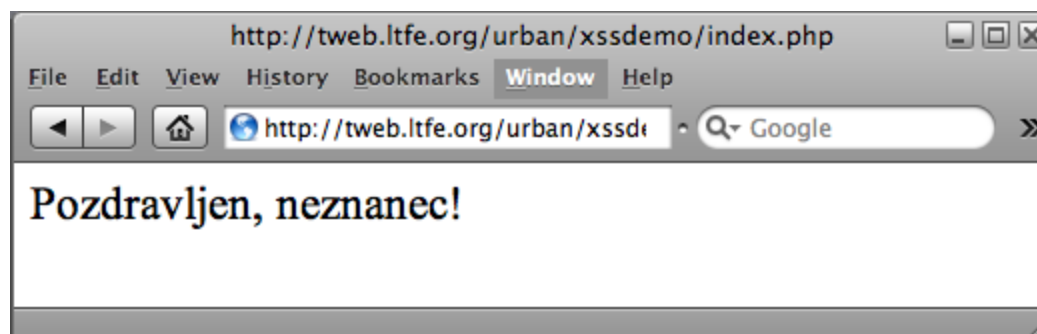 http://tweb.ltfe.org/urban/xssdemo/index.php
File Edit View History Bookmarks Window Help
http://tweb.ltfe.org/urban/xssde Google
Pozdravljen, neznanec!